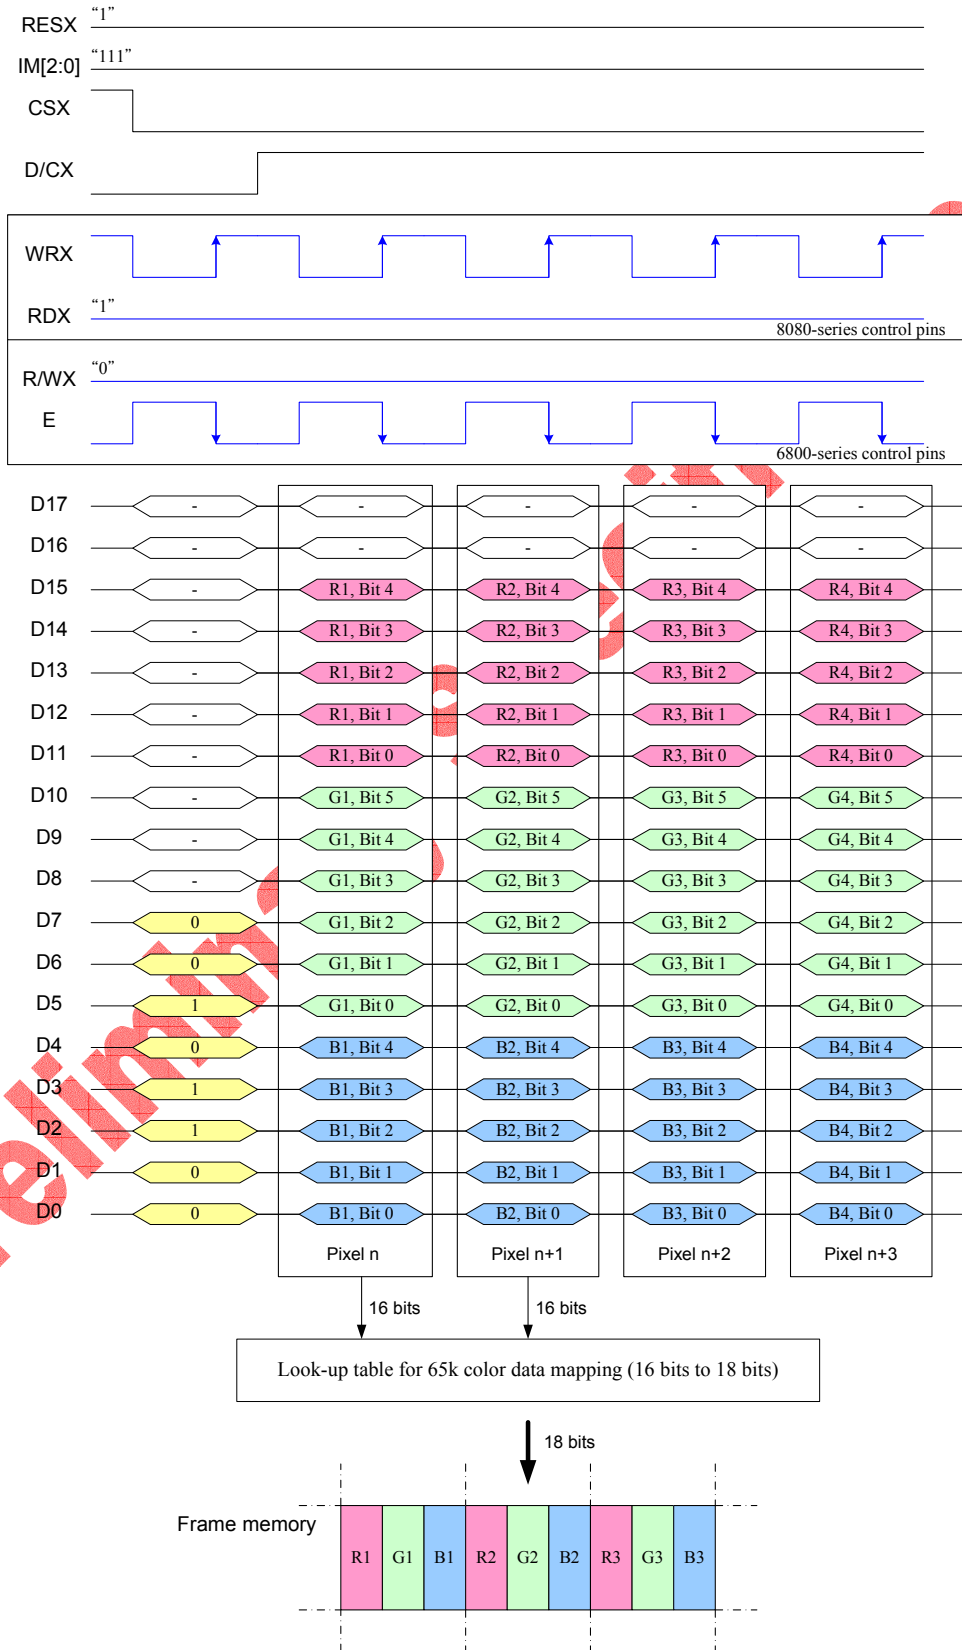 RESX "1"
IM[2:0] "111"
CSX
D/CX
WRX
RDX "1"
8080-series control pins
R/WX "0"
E
6800-series control pins
D17 - - - - -
D16 - - - - -
D15 - R1, Bit 4 R2, Bit 4 R3, Bit 4 R4, Bit 4
D14 - R1, Bit 3 R2, Bit 3 R3, Bit 3 R4, Bit 3
D13 - R1, Bit 2 R2, Bit 2 R3, Bit 2 R4, Bit 2
D12 - R1, Bit 1 R2, Bit 1 R3, Bit 1 R4, Bit 1
D11 - R1, Bit 0 R2, Bit 0 R3, Bit 0 R4, Bit 0
D10 - G1, Bit 5 G2, Bit 5 G3, Bit 5 G4, Bit 5
D9 - G1, Bit 4 G2, Bit 4 G3, Bit 4 G4, Bit 4
D8 - G1, Bit 3 G2, Bit 3 G3, Bit 3 G4, Bit 3
D7 0 G1, Bit 2 G2, Bit 2 G3, Bit 2 G4, Bit 2
D6 0 G1, Bit 1 G2, Bit 1 G3, Bit 1 G4, Bit 1
D5 1 G1, Bit 0 G2, Bit 0 G3, Bit 0 G4, Bit 0
D4 0 B1, Bit 4 B2, Bit 4 B3, Bit 4 B4, Bit 4
D3 1 B1, Bit 3 B2, Bit 3 B3, Bit 3 B4, Bit 3
D2 1 B1, Bit 2 B2, Bit 2 B3, Bit 2 B4, Bit 2
D1 0 B1, Bit 1 B2, Bit 1 B3, Bit 1 B4, Bit 1
D0 0 B1, Bit 0 B2, Bit 0 B3, Bit 0 B4, Bit 0
Pixel n Pixel n+1 Pixel n+2 Pixel n+3
16 bits 16 bits
Look-up table for 65k color data mapping (16 bits to 18 bits)
18 bits
Frame memory
R1 G1 B1 R2 G2 B2 R3 G3 B3